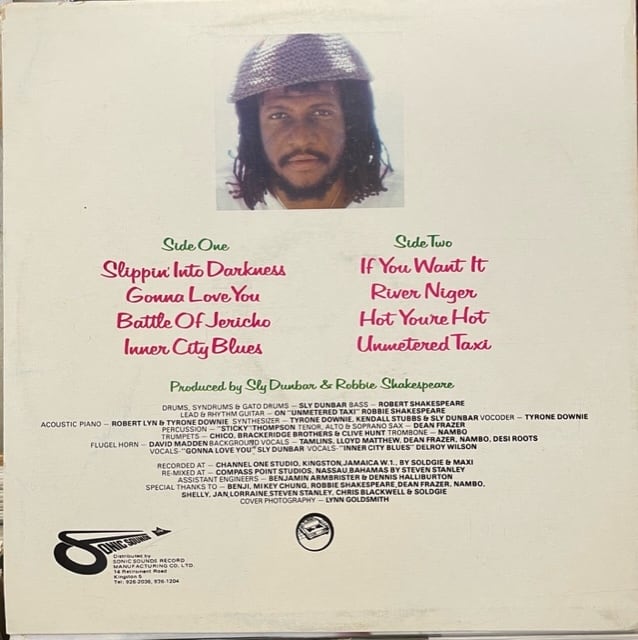 Side One
Slippin' Into Darkness
Gonna Love You
Battle Of Jericho
Inner City Blues
Side Two
If You Want It
River Niger
Hot Youre Hot
Unmetered Taxi
Produced by Sly Dunbar & Robbie Shakespeare
DRUMS, SYNDRUMS & GATO DRUMS – SLY DUNBAR BASS – ROBERT SHAKESPEARE
LEAD & RHYTHM GUITAR – ON "UNMETERED TAXI" ROBBIE SHAKESPEARE
ACOUSTIC PIANO – ROBERT LYN & TYRONE DOWNIE SYNTHESIZER – TYRONE DOWNIE, KENDALL STUBBS & SLY DUNBAR VOCODER – TYRONE DOWNIE
PERCUSSION – "STICKY" THOMPSON TENOR, ALTO & SOPRANO SAX – DEAN FRAZER
TRUMPETS – CHICO, BRACKERIDGE BROTHERS & CLIVE HUNT TROMBONE – NAMBO
FLUGEL HORN – DAVID MADDEN BACKGROUND VOCALS – TAMLINS, LLOYD MATTHEW, DEAN FRAZER, NAMBO, DESI ROOTS
VOCALS-"GONNA LOVE YOU", SLY DUNBAR VOCALS-"INNER CITY BLUES" DELROY WILSON
RECORDED AT – CHANNEL ONE STUDIO, KINGSTON, JAMAICA W.I., BY SOLDGIE & MAXI
RE-MIXED AT – COMPASS POINT STUDIOS, NASSAU, BAHAMAS BY STEVEN STANLEY
ASSISTANT ENGINEERS – BENJAMIN ARMBRISTER & DENNIS HALLIBURTON
SPECIAL THANKS TO – BENJI, MIKEY CHUNG, ROBBIE SHAKESPEARE, DEAN FRAZER, NAMBO,
SHELLY, JAN, LORRAINE, STEVEN STANLEY, CHRIS BLACKWELL & SOLDGIE
COVER PHOTOGRAPHY – LYNN GOLDSMITH
SONIC SOUNDS
Distributed by
SONIC SOUNDS RECORD
MANUFACTURING CO. LTD.
14 Retirement Road
Kingston 5
Tel: 926-2036, 926-1204